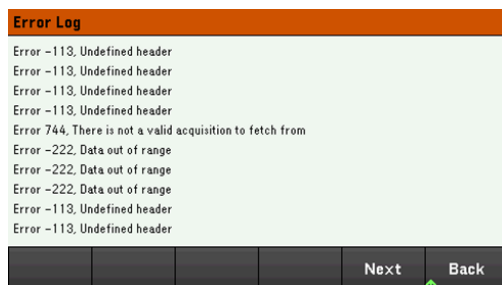 Error Log
Error -113, Undefined header
Error -113, Undefined header
Error -113, Undefined header
Error -113, Undefined header
Error 744, There is not a valid acquisition to fetch from
Error -222, Data out of range
Error -222, Data out of range
Error -222, Data out of range
Error -113, Undefined header
Error -113, Undefined header
Next Back